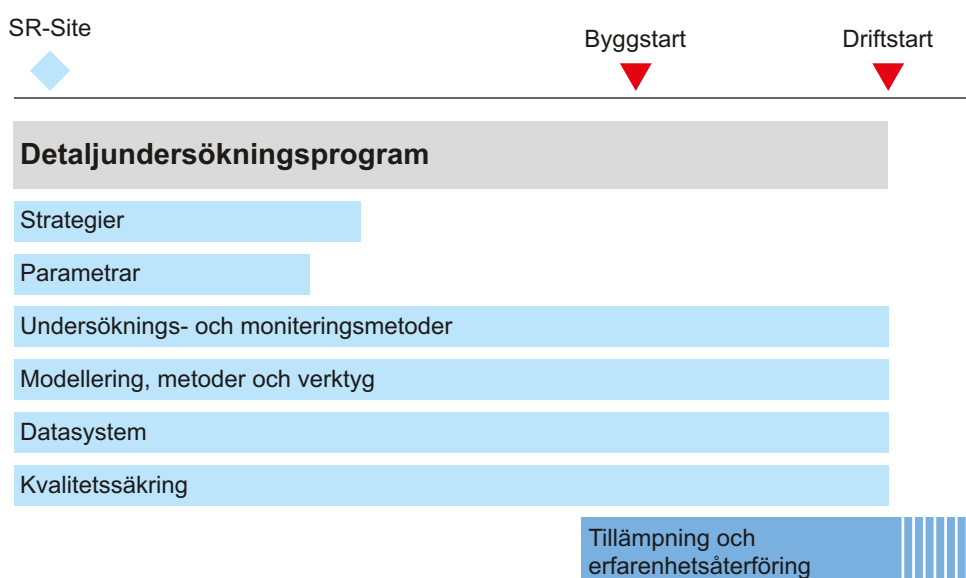 SR-Site
Byggstart
Driftstart
Detaljundersökningsprogram
Strategier
Parametrar
Undersöknings- och moniteringsmetoder
Modellering, metoder och verktyg
Datasystem
Kvalitetssäkring
Tillämpning och
erfarenhetsåterföring